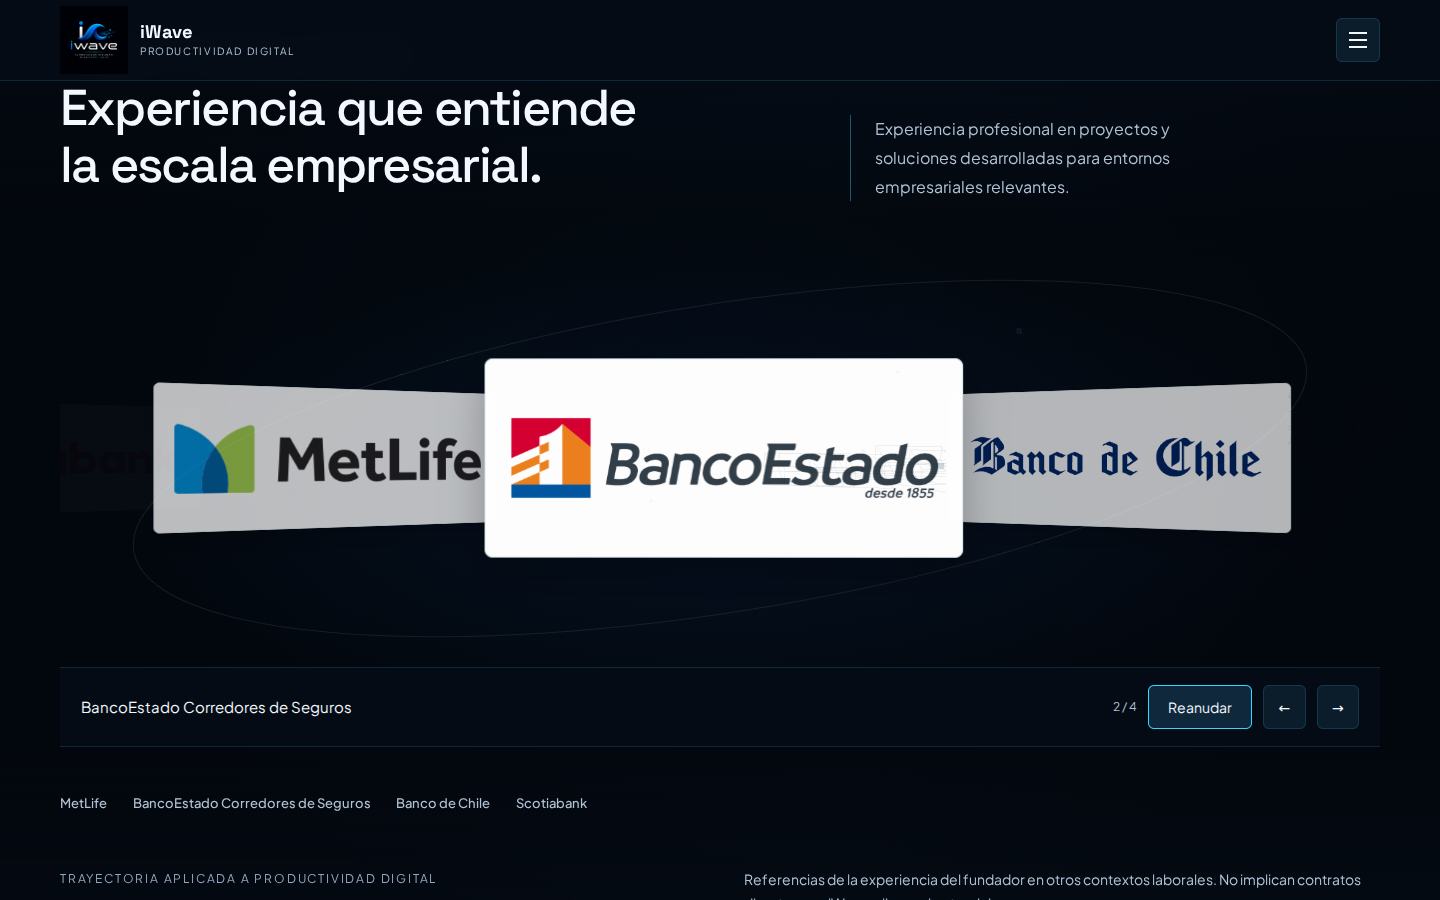 iwave
iWave
PRODUCTIVIDAD DIGITAL
Experiencia que entiende
la escala empresarial.
Experiencia profesional en proyectos y
soluciones desarrolladas para entornos
empresariales relevantes.
MetLife
BancoEstado
desde 1855
Banco de Chile
BancoEstado Corredores de Seguros
2/4
Reanudar
←
→
MetLife
BancoEstado Corredores de Seguros
Banco de Chile
Scotiabank
TRAYECTORIA APLICADA A PRODUCTIVIDAD DIGITAL
Referencias de la experiencia del fundador en otros contextos laborales. No implican contratos